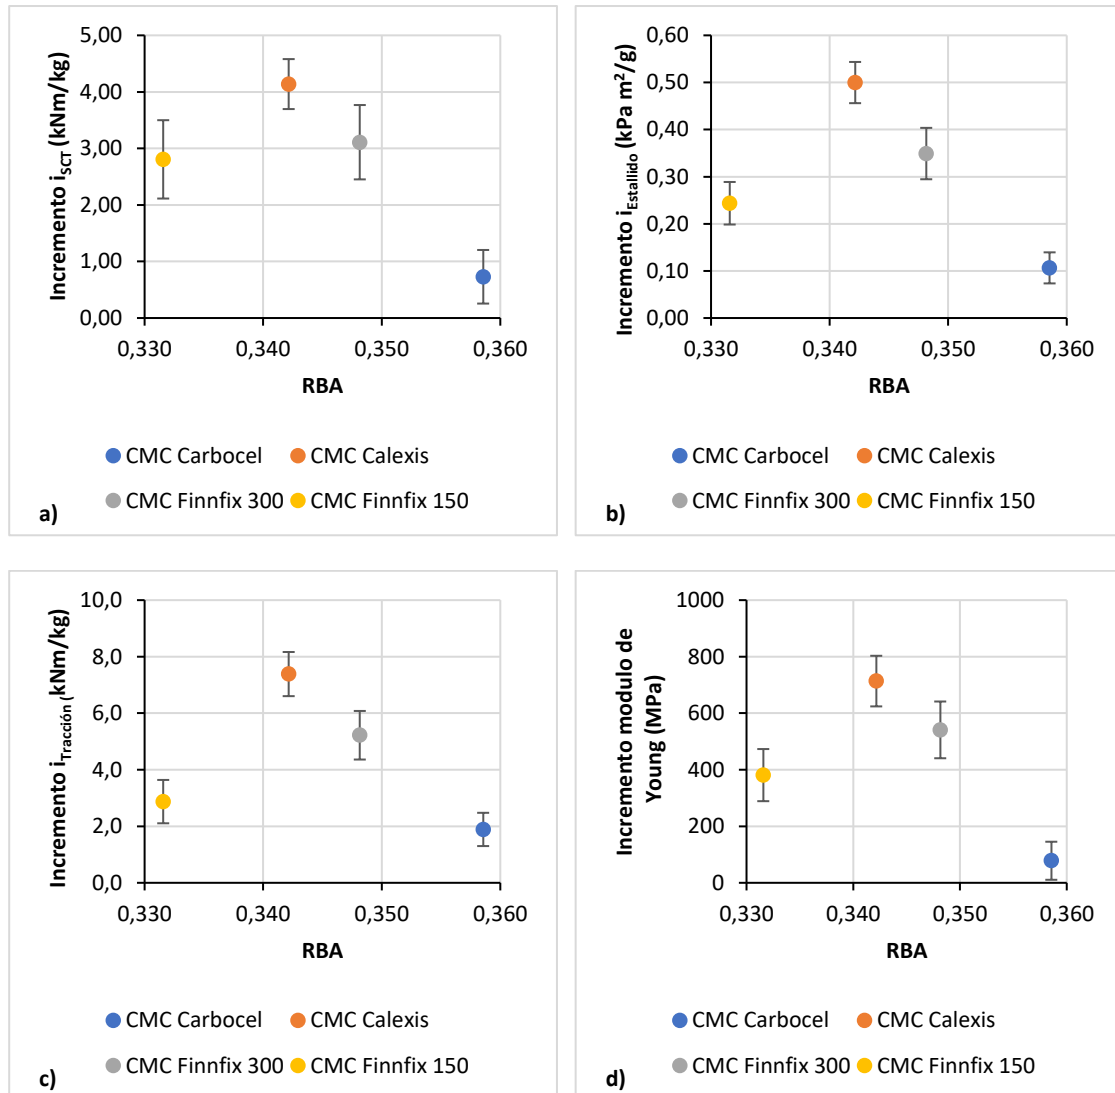 Incremento iSCT (kNm/kg)
5,00
4,00
3,00
2,00
1,00
0,00
0,330 0,340 0,350 0,360
RBA
CMC Carbocel CMC Calexis
CMC Finnfix 300 CMC Finnfix 150
a)
Incremento iEstallido (kPa m²/g)
0,60
0,50
0,40
0,30
0,20
0,10
0,00
0,330 0,340 0,350 0,360
RBA
CMC Carbocel CMC Calexis
CMC Finnfix 300 CMC Finnfix 150
b)
Incremento iTracción (kNm/kg)
10,0
8,0
6,0
4,0
2,0
0,0
0,330 0,340 0,350 0,360
RBA
CMC Carbocel CMC Calexis
CMC Finnfix 300 CMC Finnfix 150
c)
Incremento modulo de
Young (MPa)
1000
800
600
400
200
0
0,330 0,340 0,350 0,360
RBA
CMC Carbocel CMC Calexis
CMC Finnfix 300 CMC Finnfix 150
d)